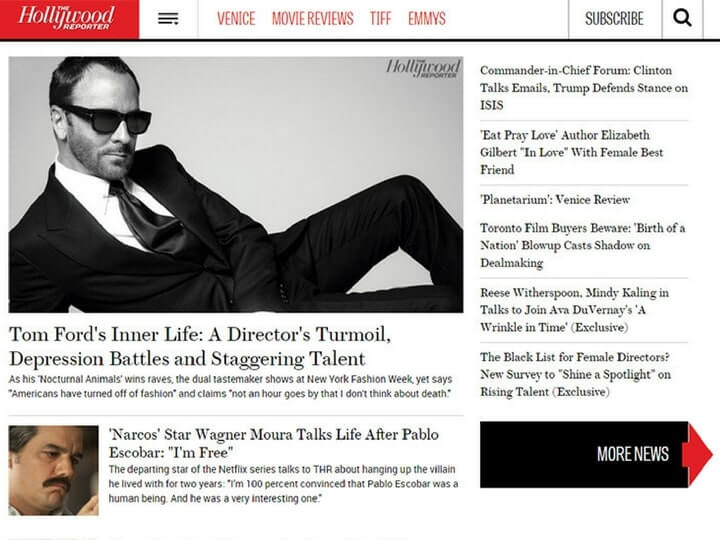 THE
Hollywood
REPORTER
VENICE MOVIE REVIEWS TIFF EMMYS
SUBSCRIBE
Hollywood
REPORTER
Tom Ford's Inner Life: A Director's Turmoil,
Depression Battles and Staggering Talent
As his 'Nocturnal Animals' wins raves, the dual tastemaker shows at New York Fashion Week, yet says
"Americans have turned off of fashion" and claims "not an hour goes by that I don't think about death."
'Narcos' Star Wagner Moura Talks Life After Pablo
Escobar: "I'm Free"
The departing star of the Netflix series talks to THR about hanging up the villain
he lived with for two years: "I'm 100 percent convinced that Pablo Escobar was a
human being. And he was a very interesting one."
Commander-in-Chief Forum: Clinton
Talks Emails, Trump Defends Stance on
ISIS
'Eat Pray Love' Author Elizabeth
Gilbert "In Love" With Female Best
Friend
'Planetarium': Venice Review
Toronto Film Buyers Beware: 'Birth of a
Nation' Blowup Casts Shadow on
Dealmaking
Reese Witherspoon, Mindy Kaling in
Talks to Join Ava DuVernay's 'A
Wrinkle in Time' (Exclusive)
The Black List for Female Directors?
New Survey to "Shine a Spotlight" on
Rising Talent (Exclusive)
MORE NEWS